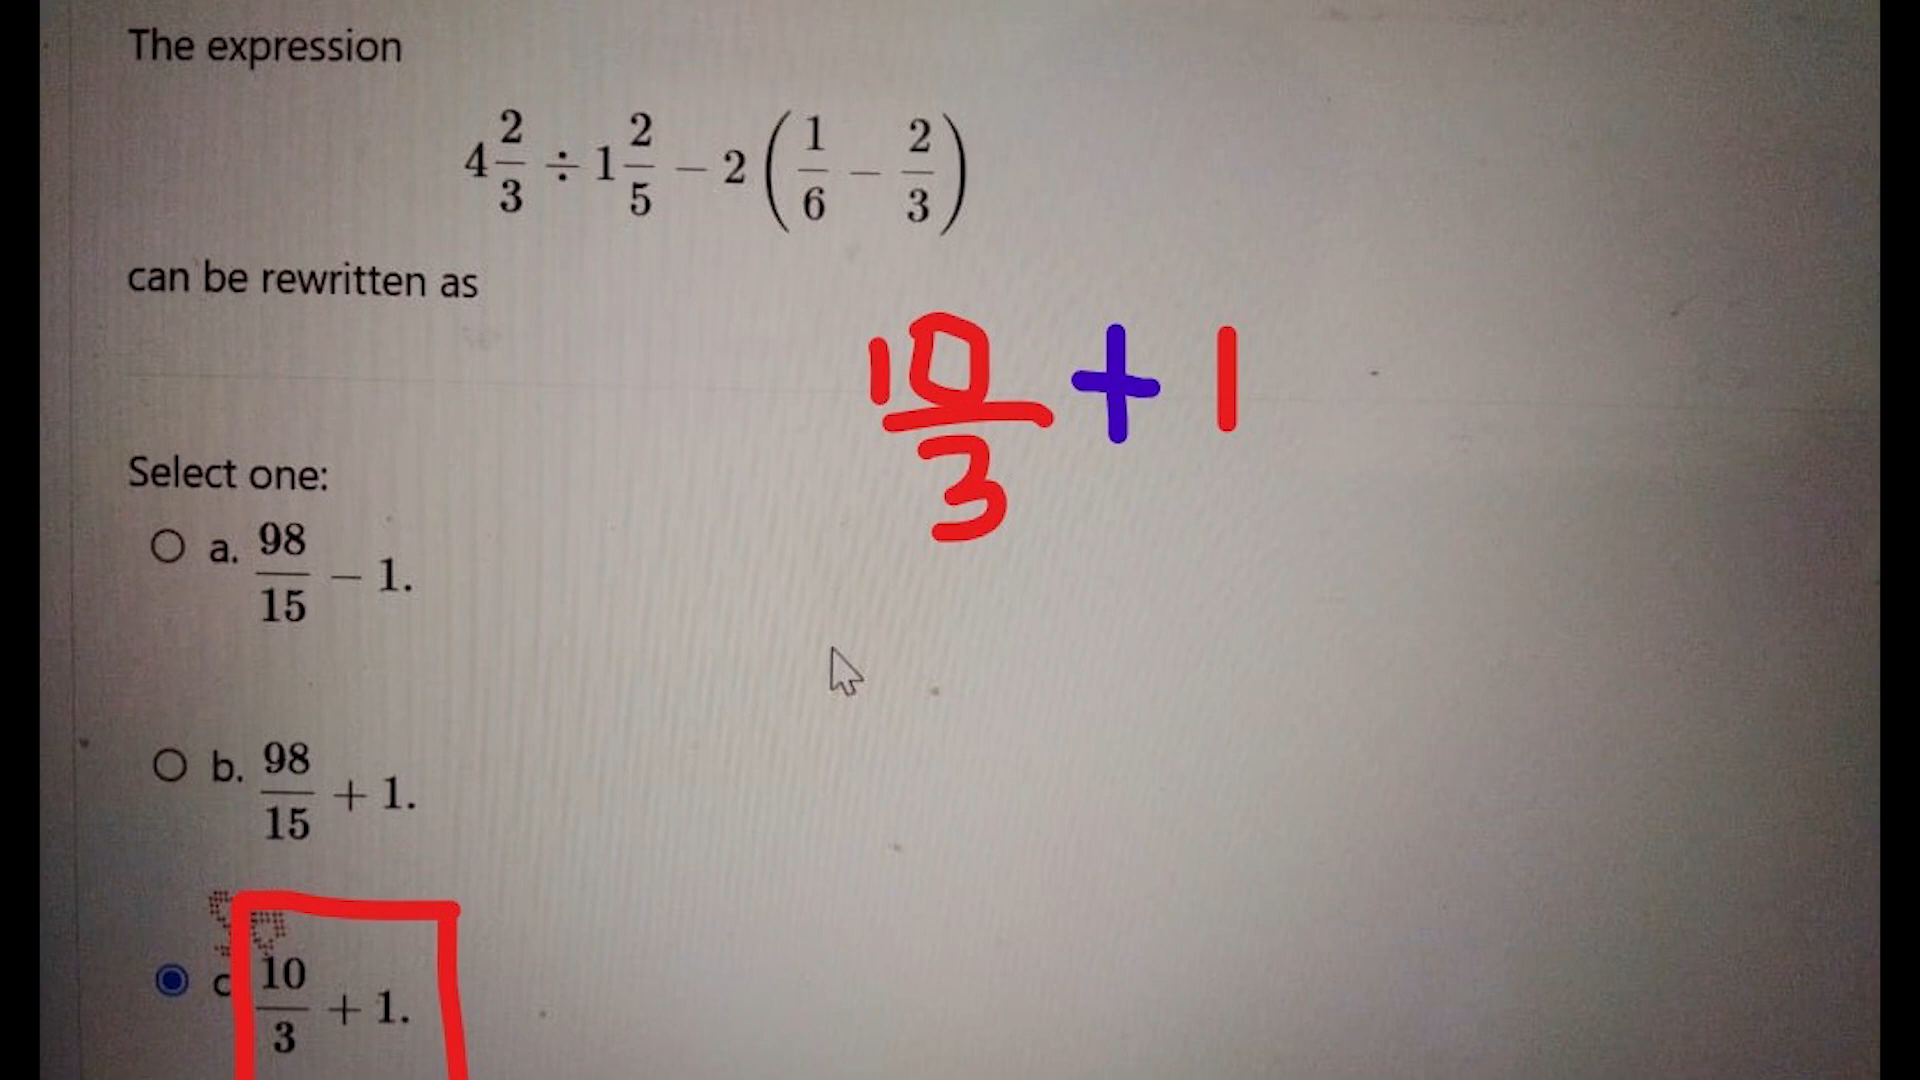 The expression
4 2/3 ÷ 1 2/5 − 2 (1/6 − 2/3)
can be rewritten as
10/3 + 1
Select one:
a. 98/15 − 1.
b. 98/15 + 1.
c 10/3 + 1.